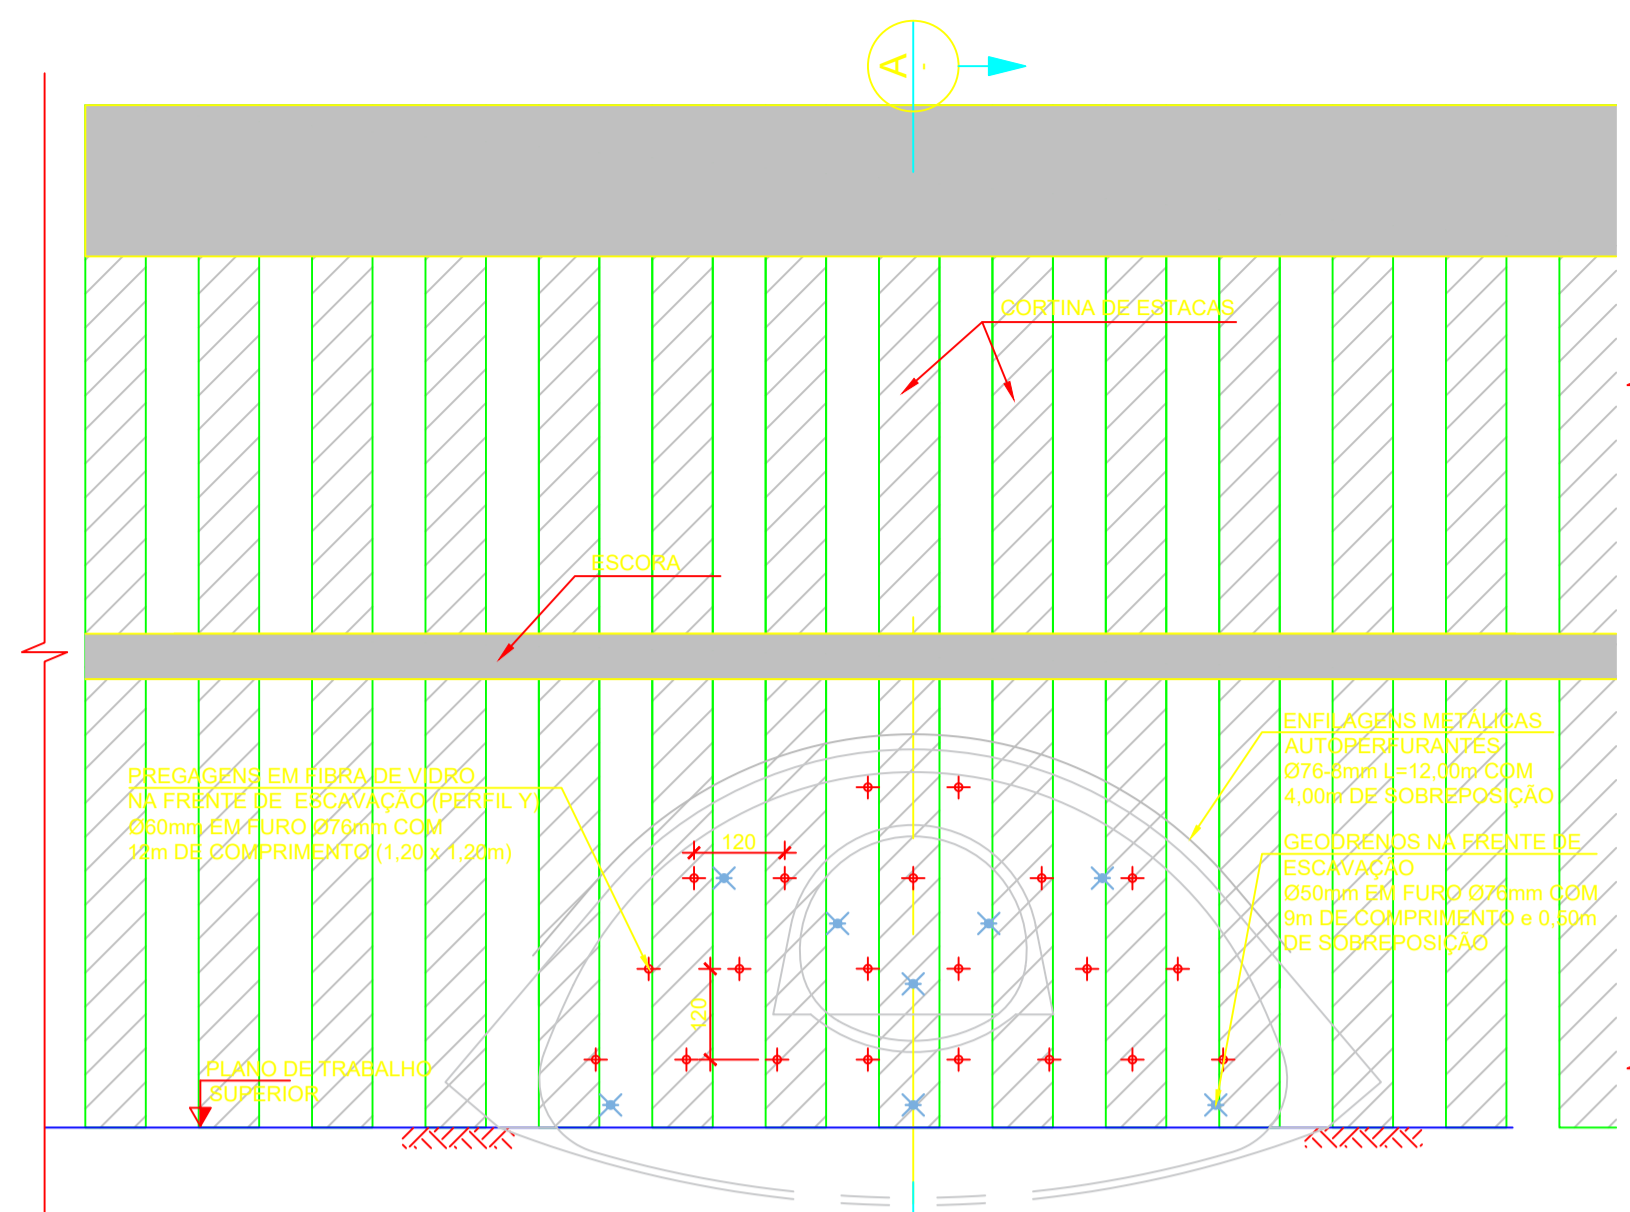 A
-
CORTINA DE ESTACAS
ESCORA
ENFILAGENS METÁLICAS
AUTOPERFURANTES
Ø76-8mm L=12,00m COM
4,00m DE SOBREPOSIÇÃO
PREGAGENS EM FIBRA DE VIDRO
NA FRENTE DE ESCAVAÇÃO (PERFIL Y)
Ø60mm EM FURO Ø76mm COM
12m DE COMPRIMENTO (1,20 x 1,20m)
120
GEODRENOS NA FRENTE DE
ESCAVAÇÃO
Ø50mm EM FURO Ø76mm COM
9m DE COMPRIMENTO e 0,50m
DE SOBREPOSIÇÃO
120
PLANO DE TRABALHO
SUPERIOR